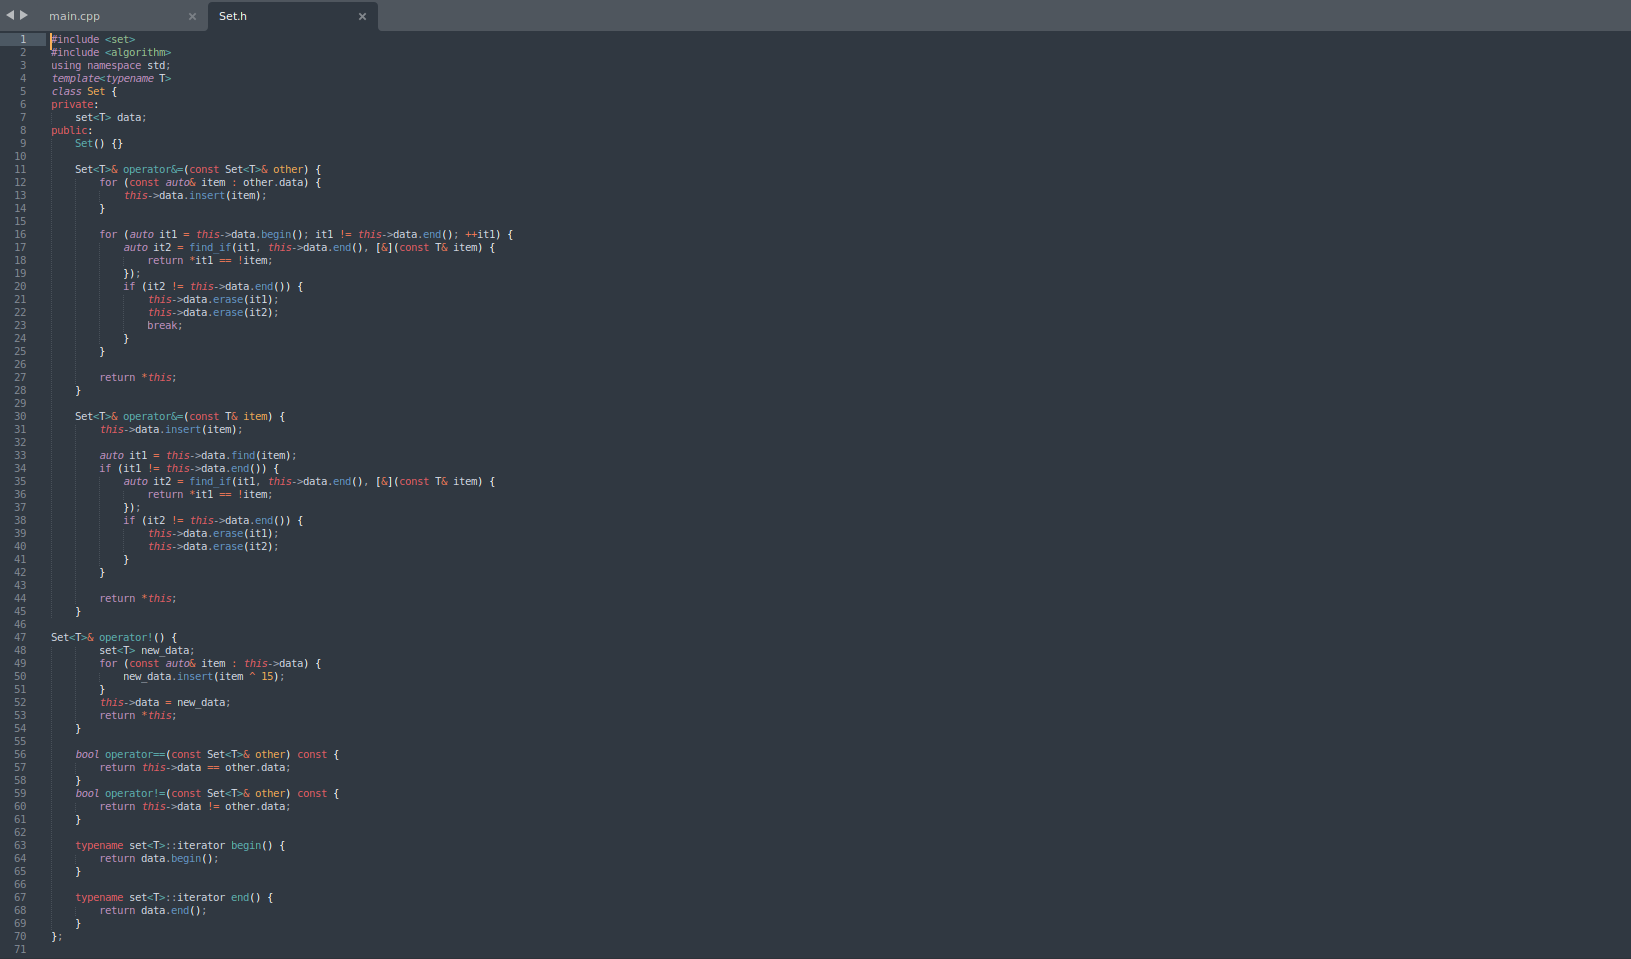 main.cpp × Set.h ×
1 #include <set>
2 #include <algorithm>
3 using namespace std;
4 template<typename T>
5 class Set {
6 private:
7     set<T> data;
8 public:
9     Set() {}
10
11     Set<T>& operator&=(const Set<T>& other) {
12         for (const auto& item : other.data) {
13             this->data.insert(item);
14         }
15
16         for (auto it1 = this->data.begin(); it1 != this->data.end(); ++it1) {
17             auto it2 = find_if(it1, this->data.end(), [&](const T& item) {
18                 return *it1 == !item;
19             });
20             if (it2 != this->data.end()) {
21                 this->data.erase(it1);
22                 this->data.erase(it2);
23                 break;
24             }
25         }
26
27         return *this;
28     }
29
30     Set<T>& operator&=(const T& item) {
31         this->data.insert(item);
32
33         auto it1 = this->data.find(item);
34         if (it1 != this->data.end()) {
35             auto it2 = find_if(it1, this->data.end(), [&](const T& item) {
36                 return *it1 == !item;
37             });
38             if (it2 != this->data.end()) {
39                 this->data.erase(it1);
40                 this->data.erase(it2);
41             }
42         }
43
44         return *this;
45     }
46
47 Set<T>& operator!() {
48         set<T> new_data;
49         for (const auto& item : this->data) {
50             new_data.insert(item ^ 15);
51         }
52         this->data = new_data;
53         return *this;
54     }
55
56     bool operator==(const Set<T>& other) const {
57         return this->data == other.data;
58     }
59     bool operator!=(const Set<T>& other) const {
60         return this->data != other.data;
61     }
62
63     typename set<T>::iterator begin() {
64         return data.begin();
65     }
66
67     typename set<T>::iterator end() {
68         return data.end();
69     }
70 };
71